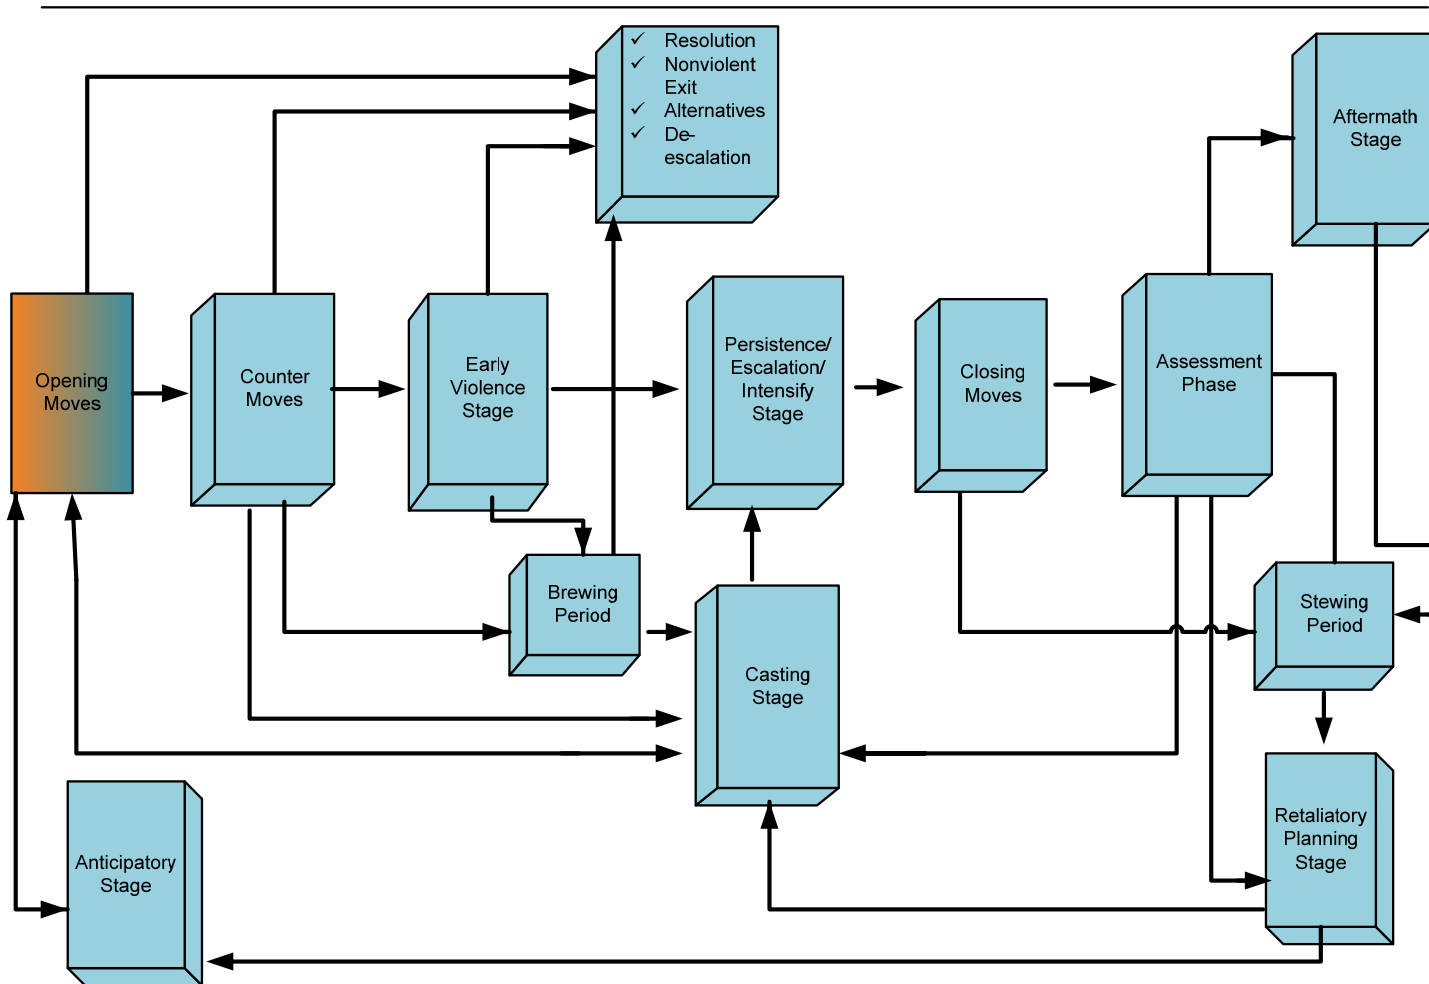 ✓ Resolution
✓ Nonviolent
Exit
✓ Alternatives
✓ De-
escalation
Aftermath
Stage
Opening
Moves
Counter
Moves
Early
Violence
Stage
Persistence/
Escalation/
Intensify
Stage
Closing
Moves
Assessment
Phase
Brewing
Period
Stewing
Period
Casting
Stage
Anticipatory
Stage
Retaliatory
Planning
Stage